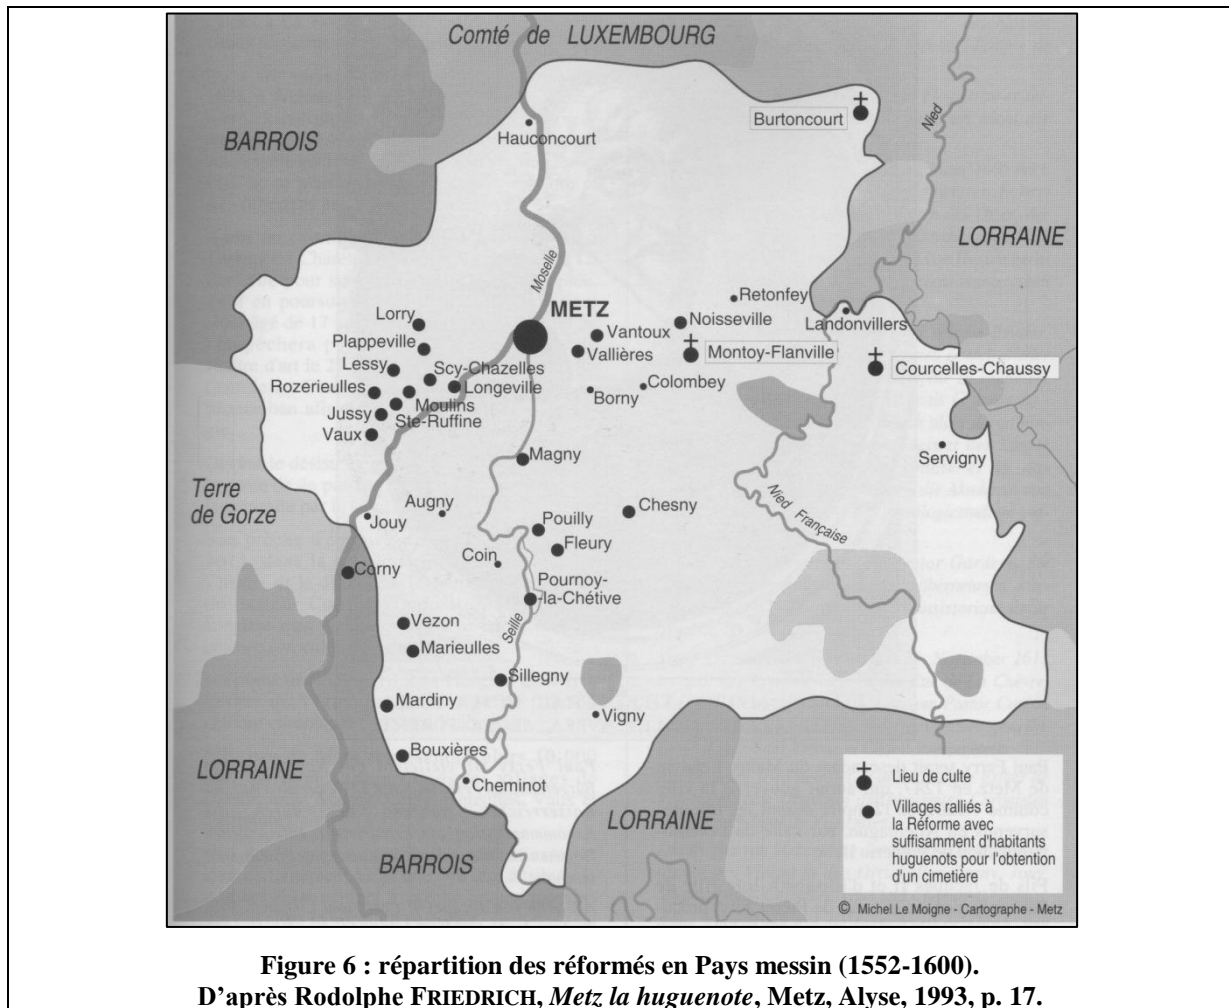 Comté de LUXEMBOURG
BARROIS
Hauconcourt
Burtoncourt
Nied
LORRAINE
Moselle
METZ
Retonfey
Landonvillers
Noisseville
Vantoux
Vallières
Montoy-Flanville
Courcelles-Chaussy
Lorry
Plappeville
Lessy
Scy-Chazelles
Rozerieulles
Longeville
Moulins
Jussy
Ste-Ruffine
Vaux
Borny
Colombey
Servigny
Magny
Terre
de Gorze
Augny
Jouy
Pouilly
Chesny
Nied Française
Fleury
Coin
Corny
Pournoy-
la-Chétive
Seille
Vezon
Marieulles
Sillegny
Mardiny
Vigny
Bouxières
Cheminot
LORRAINE
LORRAINE
BARROIS
Lieu de culte
Villages ralliés à
la Réforme avec
suffisamment d'habitants
huguenots pour l'obtention
d'un cimetière
© Michel Le Moigne - Cartographe - Metz
Figure 6 : répartition des réformés en Pays messin (1552-1600).
D’après Rodolphe FRIEDRICH, Metz la huguenote, Metz, Alyse, 1993, p. 17.